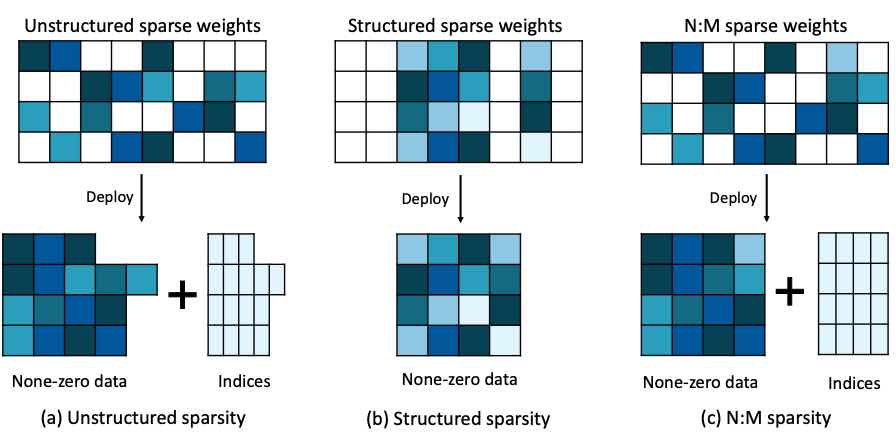 Unstructured sparse weights
Structured sparse weights
N:M sparse weights
Deploy
Deploy
Deploy
+
+
None-zero data
Indices
None-zero data
None-zero data
Indices
(a) Unstructured sparsity
(b) Structured sparsity
(c) N:M sparsity